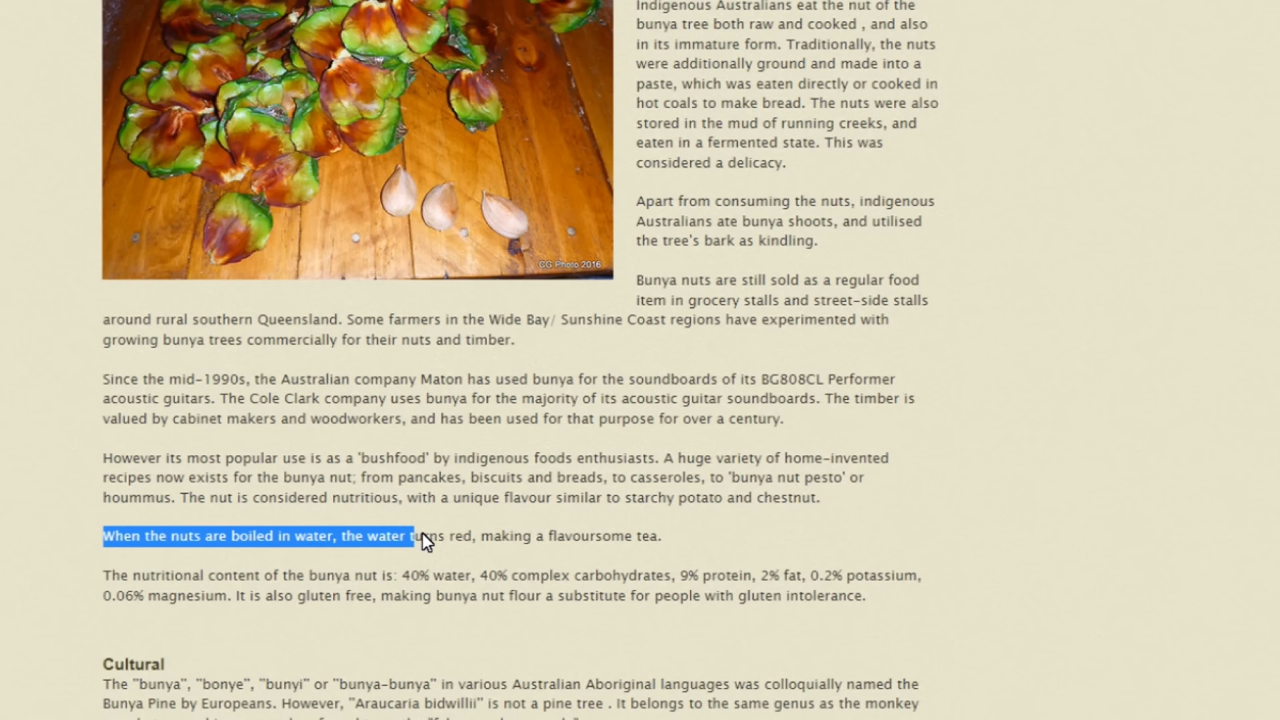 Indigenous Australians eat the nut of the
bunya tree both raw and cooked , and also
in its immature form. Traditionally, the nuts
were additionally ground and made into a
paste, which was eaten directly or cooked in
hot coals to make bread. The nuts were also
stored in the mud of running creeks, and
eaten in a fermented state. This was
considered a delicacy.
Apart from consuming the nuts, indigenous
Australians ate bunya shoots, and utilised
the tree's bark as kindling.
CG Photo 2016
Bunya nuts are still sold as a regular food
item in grocery stalls and street-side stalls
around rural southern Queensland. Some farmers in the Wide Bay/ Sunshine Coast regions have experimented with
growing bunya trees commercially for their nuts and timber.
Since the mid-1990s, the Australian company Maton has used bunya for the soundboards of its BG808CL Performer
acoustic guitars. The Cole Clark company uses bunya for the majority of its acoustic guitar soundboards. The timber is
valued by cabinet makers and woodworkers, and has been used for that purpose for over a century.
However its most popular use is as a 'bushfood' by indigenous foods enthusiasts. A huge variety of home-invented
recipes now exists for the bunya nut; from pancakes, biscuits and breads, to casseroles, to 'bunya nut pesto' or
hoummus. The nut is considered nutritious, with a unique flavour similar to starchy potato and chestnut.
When the nuts are boiled in water, the water turns red, making a flavoursome tea.
The nutritional content of the bunya nut is: 40% water, 40% complex carbohydrates, 9% protein, 2% fat, 0.2% potassium,
0.06% magnesium. It is also gluten free, making bunya nut flour a substitute for people with gluten intolerance.
Cultural
The "bunya", "bonye", "bunyi" or "bunya-bunya" in various Australian Aboriginal languages was colloquially named the
Bunya Pine by Europeans. However, "Araucaria bidwillii" is not a pine tree . It belongs to the same genus as the monkey